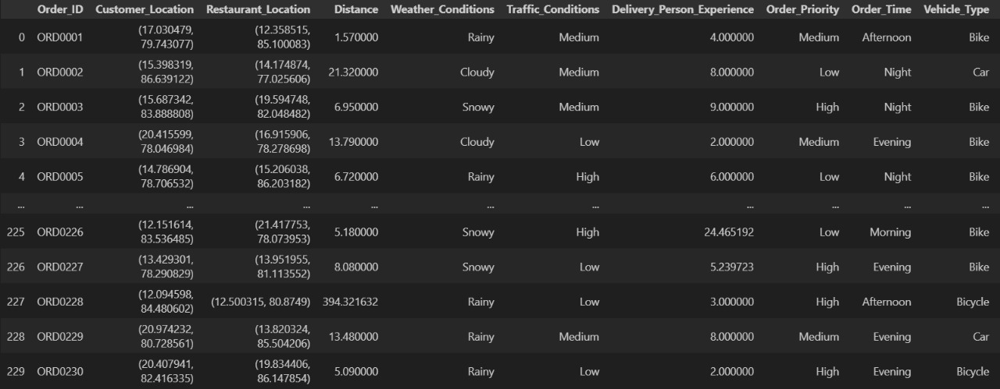 Order_ID Customer_Location Restaurant_Location Distance Weather_Conditions Traffic_Conditions Delivery_Person_Experience Order_Priority Order_Time Vehicle_Type
0 ORD0001 (17.030479, 79.743077) (12.358515, 85.100083) 1.570000 Rainy Medium 4.000000 Medium Afternoon Bike
1 ORD0002 (15.398319, 86.639122) (14.174874, 77.025606) 21.320000 Cloudy Medium 8.000000 Low Night Car
2 ORD0003 (15.687342, 83.888808) (19.594748, 82.048482) 6.950000 Snowy Medium 9.000000 High Night Bike
3 ORD0004 (20.415599, 78.046984) (16.915906, 78.278698) 13.790000 Cloudy Low 2.000000 Medium Evening Bike
4 ORD0005 (14.786904, 78.706532) (15.206038, 86.203182) 6.720000 Rainy High 6.000000 Low Night Bike
... ... ... ... ... ... ... ... ... ... ...
225 ORD0226 (12.151614, 83.536485) (21.417753, 78.073953) 5.180000 Snowy High 24.465192 Low Morning Bike
226 ORD0227 (13.429301, 78.290829) (13.951955, 81.113552) 8.080000 Snowy Low 5.239723 High Evening Bike
227 ORD0228 (12.094598, 84.480602) (12.500315, 80.8749) 394.321632 Rainy Low 3.000000 High Afternoon Bicycle
228 ORD0229 (20.974232, 80.728561) (13.820324, 85.504206) 13.480000 Rainy Medium 8.000000 Medium Evening Car
229 ORD0230 (20.407941, 82.416335) (19.834406, 86.147854) 5.090000 Rainy Low 2.000000 High Evening Bicycle